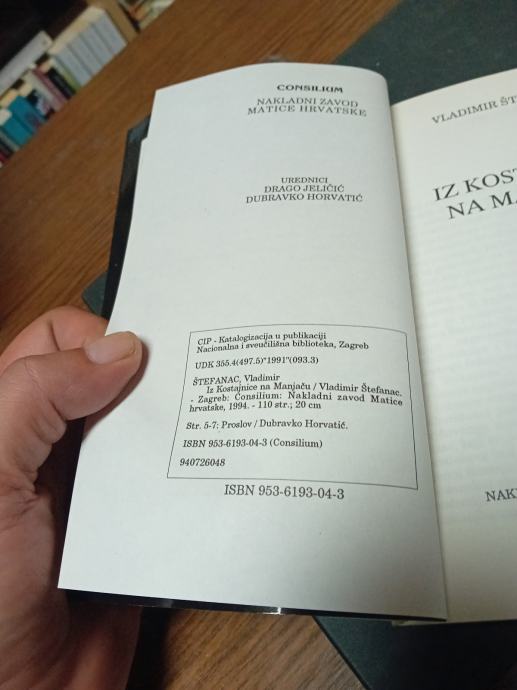 CONSILIUM
NAKLADNI ZAVOD
MATICE HRVATSKE
UREDNICI
DRAGO JELIČIĆ
DUBRAVKO HORVATIĆ
CIP - Katalogizacija u publikaciji
Nacionalna i sveučilišna biblioteka, Zagreb
UDK 355.4(497.5)"1991"(093.3)
ŠTEFANAC, Vladimir
Iz Kostajnice na Manjaču / Vladimir Štefanac.
- Zagreb: Consilium: Nakladni zavod Matice
hrvatske, 1994. - 110 str.; 20 cm
Str. 5-7: Proslov / Dubravko Horvatić.
ISBN 953-6193-04-3 (Consilium)
940726048
ISBN 953-6193-04-3
VLADIMIR ŠT
IZ KOST
NA MA
NAK